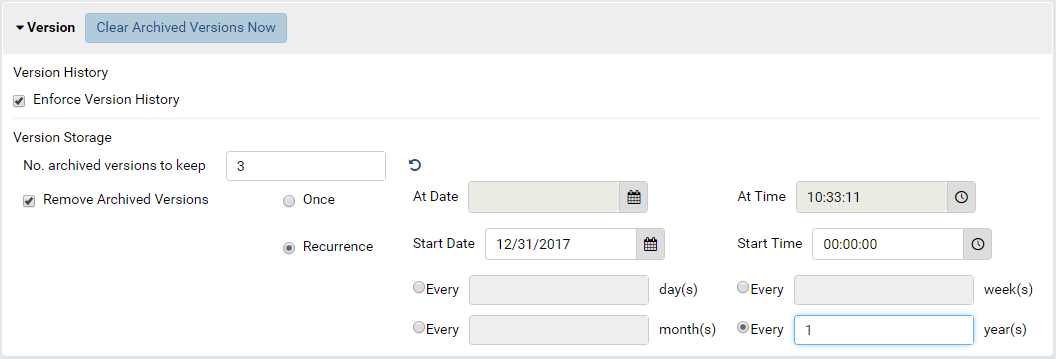 Version Clear Archived Versions Now
Version History
Enforce Version History
Version Storage
No. archived versions to keep 3
Remove Archived Versions Once At Date At Time 10:33:11
Recurrence Start Date 12/31/2017 Start Time 00:00:00
Every day(s) Every week(s)
Every month(s) Every 1 year(s)